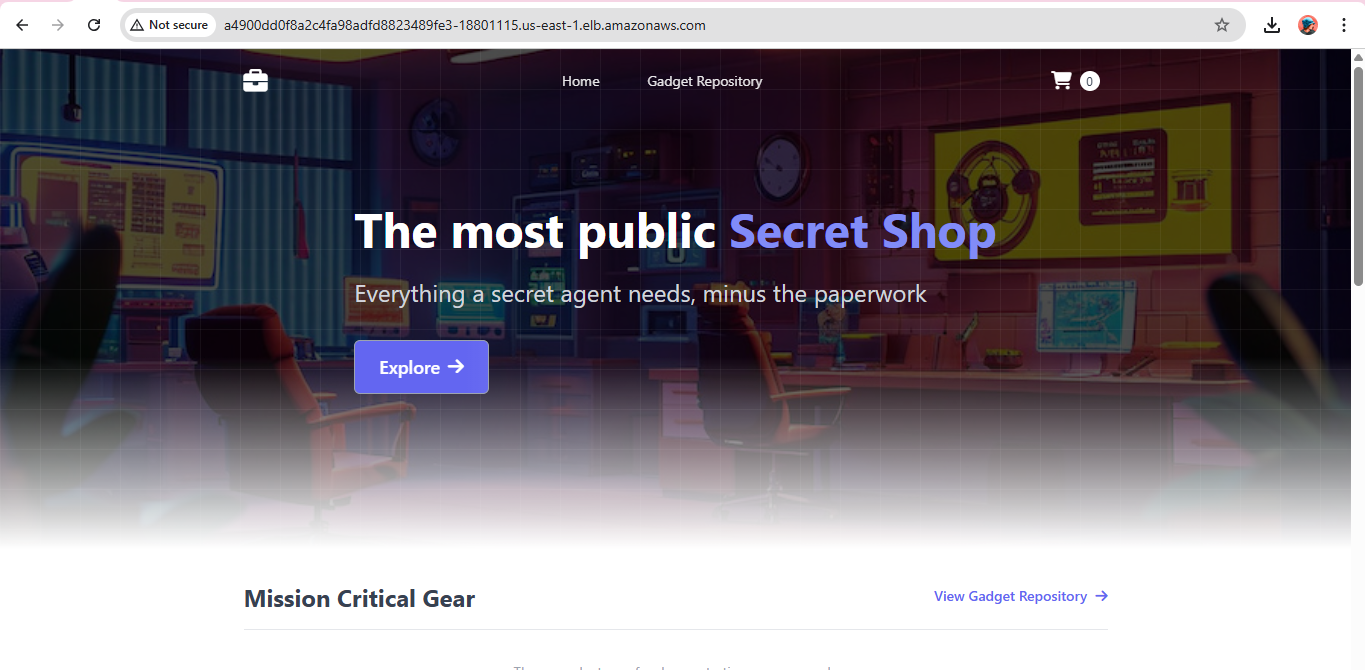 Not secure
a4900dd0f8a2c4fa98adfd8823489fe3-18801115.us-east-1.elb.amazonaws.com
Home
Gadget Repository
0
The most public Secret Shop
Everything a secret agent needs, minus the paperwork
Explore
Mission Critical Gear
View Gadget Repository